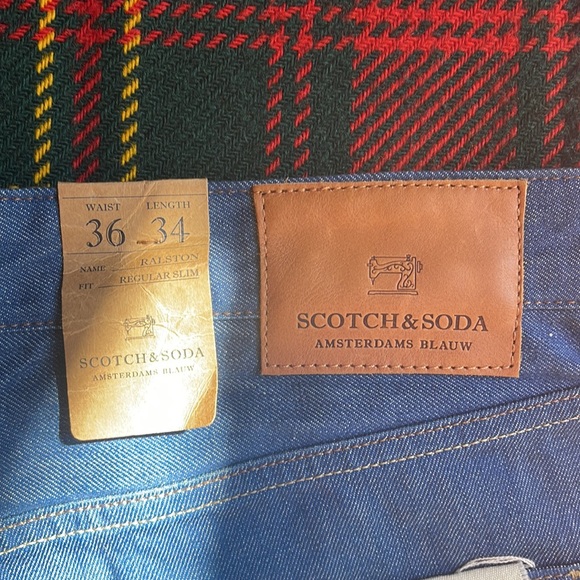 WAIST LENGTH
36 34
NAME RALSTON
FIT REGULAR SLIM
SCOTCH&SODA
AMSTERDAMS BLAUW
SCOTCH&SODA
AMSTERDAMS BLAUW